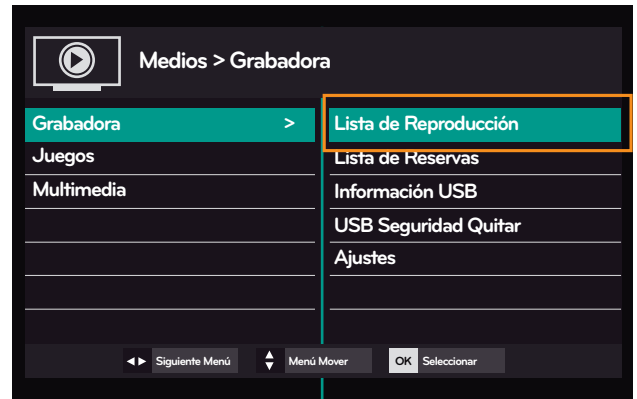 Medios > Grabadora
Grabadora >
Juegos
Multimedia
Lista de Reproducción
Lista de Reservas
Información USB
USB Seguridad Quitar
Ajustes
Siguiente Menú
Menú Mover
OK Seleccionar